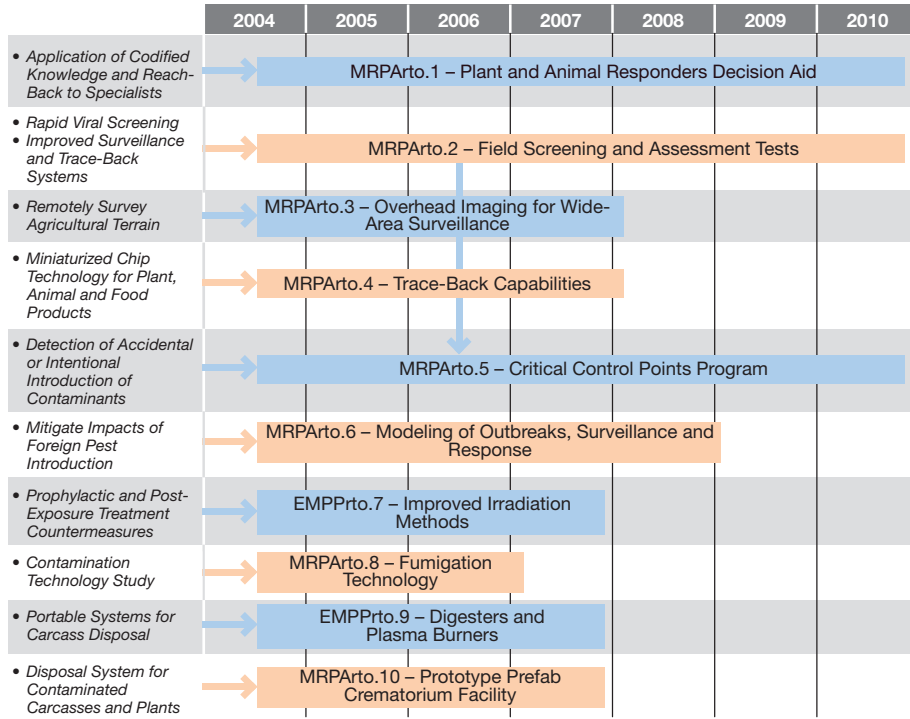 2004 2005 2006 2007 2008 2009 2010
• Application of Codified
Knowledge and Reach-
Back to Specialists
MRPArto.1 – Plant and Animal Responders Decision Aid
• Rapid Viral Screening
• Improved Surveillance
and Trace-Back
Systems
MRPArto.2 – Field Screening and Assessment Tests
• Remotely Survey
Agricultural Terrain
MRPArto.3 – Overhead Imaging for Wide-
Area Surveillance
• Miniaturized Chip
Technology for Plant,
Animal and Food
Products
MRPArto.4 – Trace-Back Capabilities
• Detection of Accidental
or Intentional
Introduction of
Contaminants
MRPArto.5 – Critical Control Points Program
• Mitigate Impacts of
Foreign Pest
Introduction
MRPArto.6 – Modeling of Outbreaks, Surveillance and
Response
• Prophylactic and Post-
Exposure Treatment
Countermeasures
EMPPrto.7 – Improved Irradiation
Methods
• Contamination
Technology Study
MRPArto.8 – Fumigation
Technology
• Portable Systems for
Carcass Disposal
EMPPrto.9 – Digesters and
Plasma Burners
• Disposal System for
Contaminated
Carcasses and Plants
MRPArto.10 – Prototype Prefab
Crematorium Facility